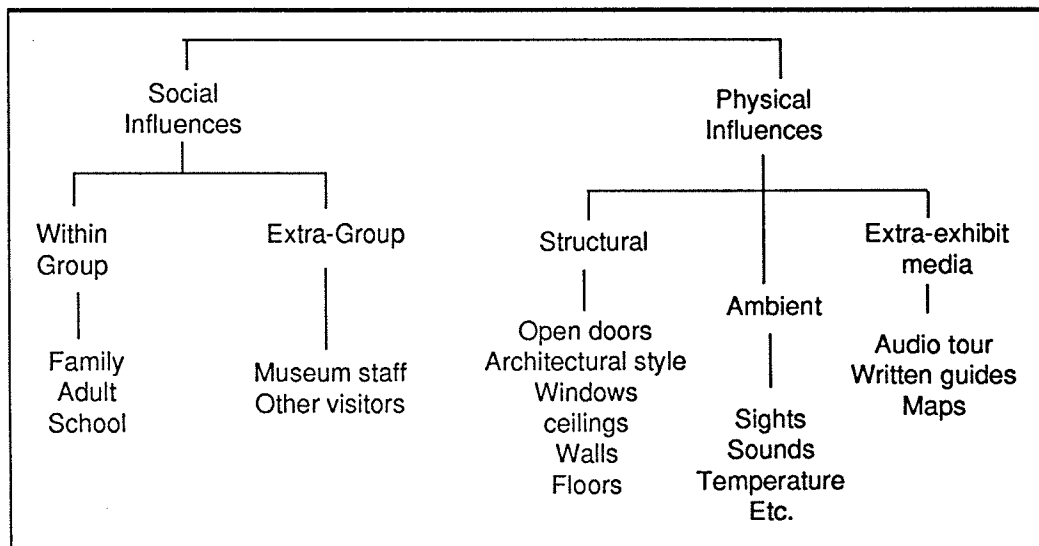 Social
Influences
Physical
Influences
Within
Group
Extra-Group
Structural
Ambient
Extra-exhibit
media
Family
Adult
School
Museum staff
Other visitors
Open doors
Architectural style
Windows
ceilings
Walls
Floors
Sights
Sounds
Temperature
Etc.
Audio tour
Written guides
Maps